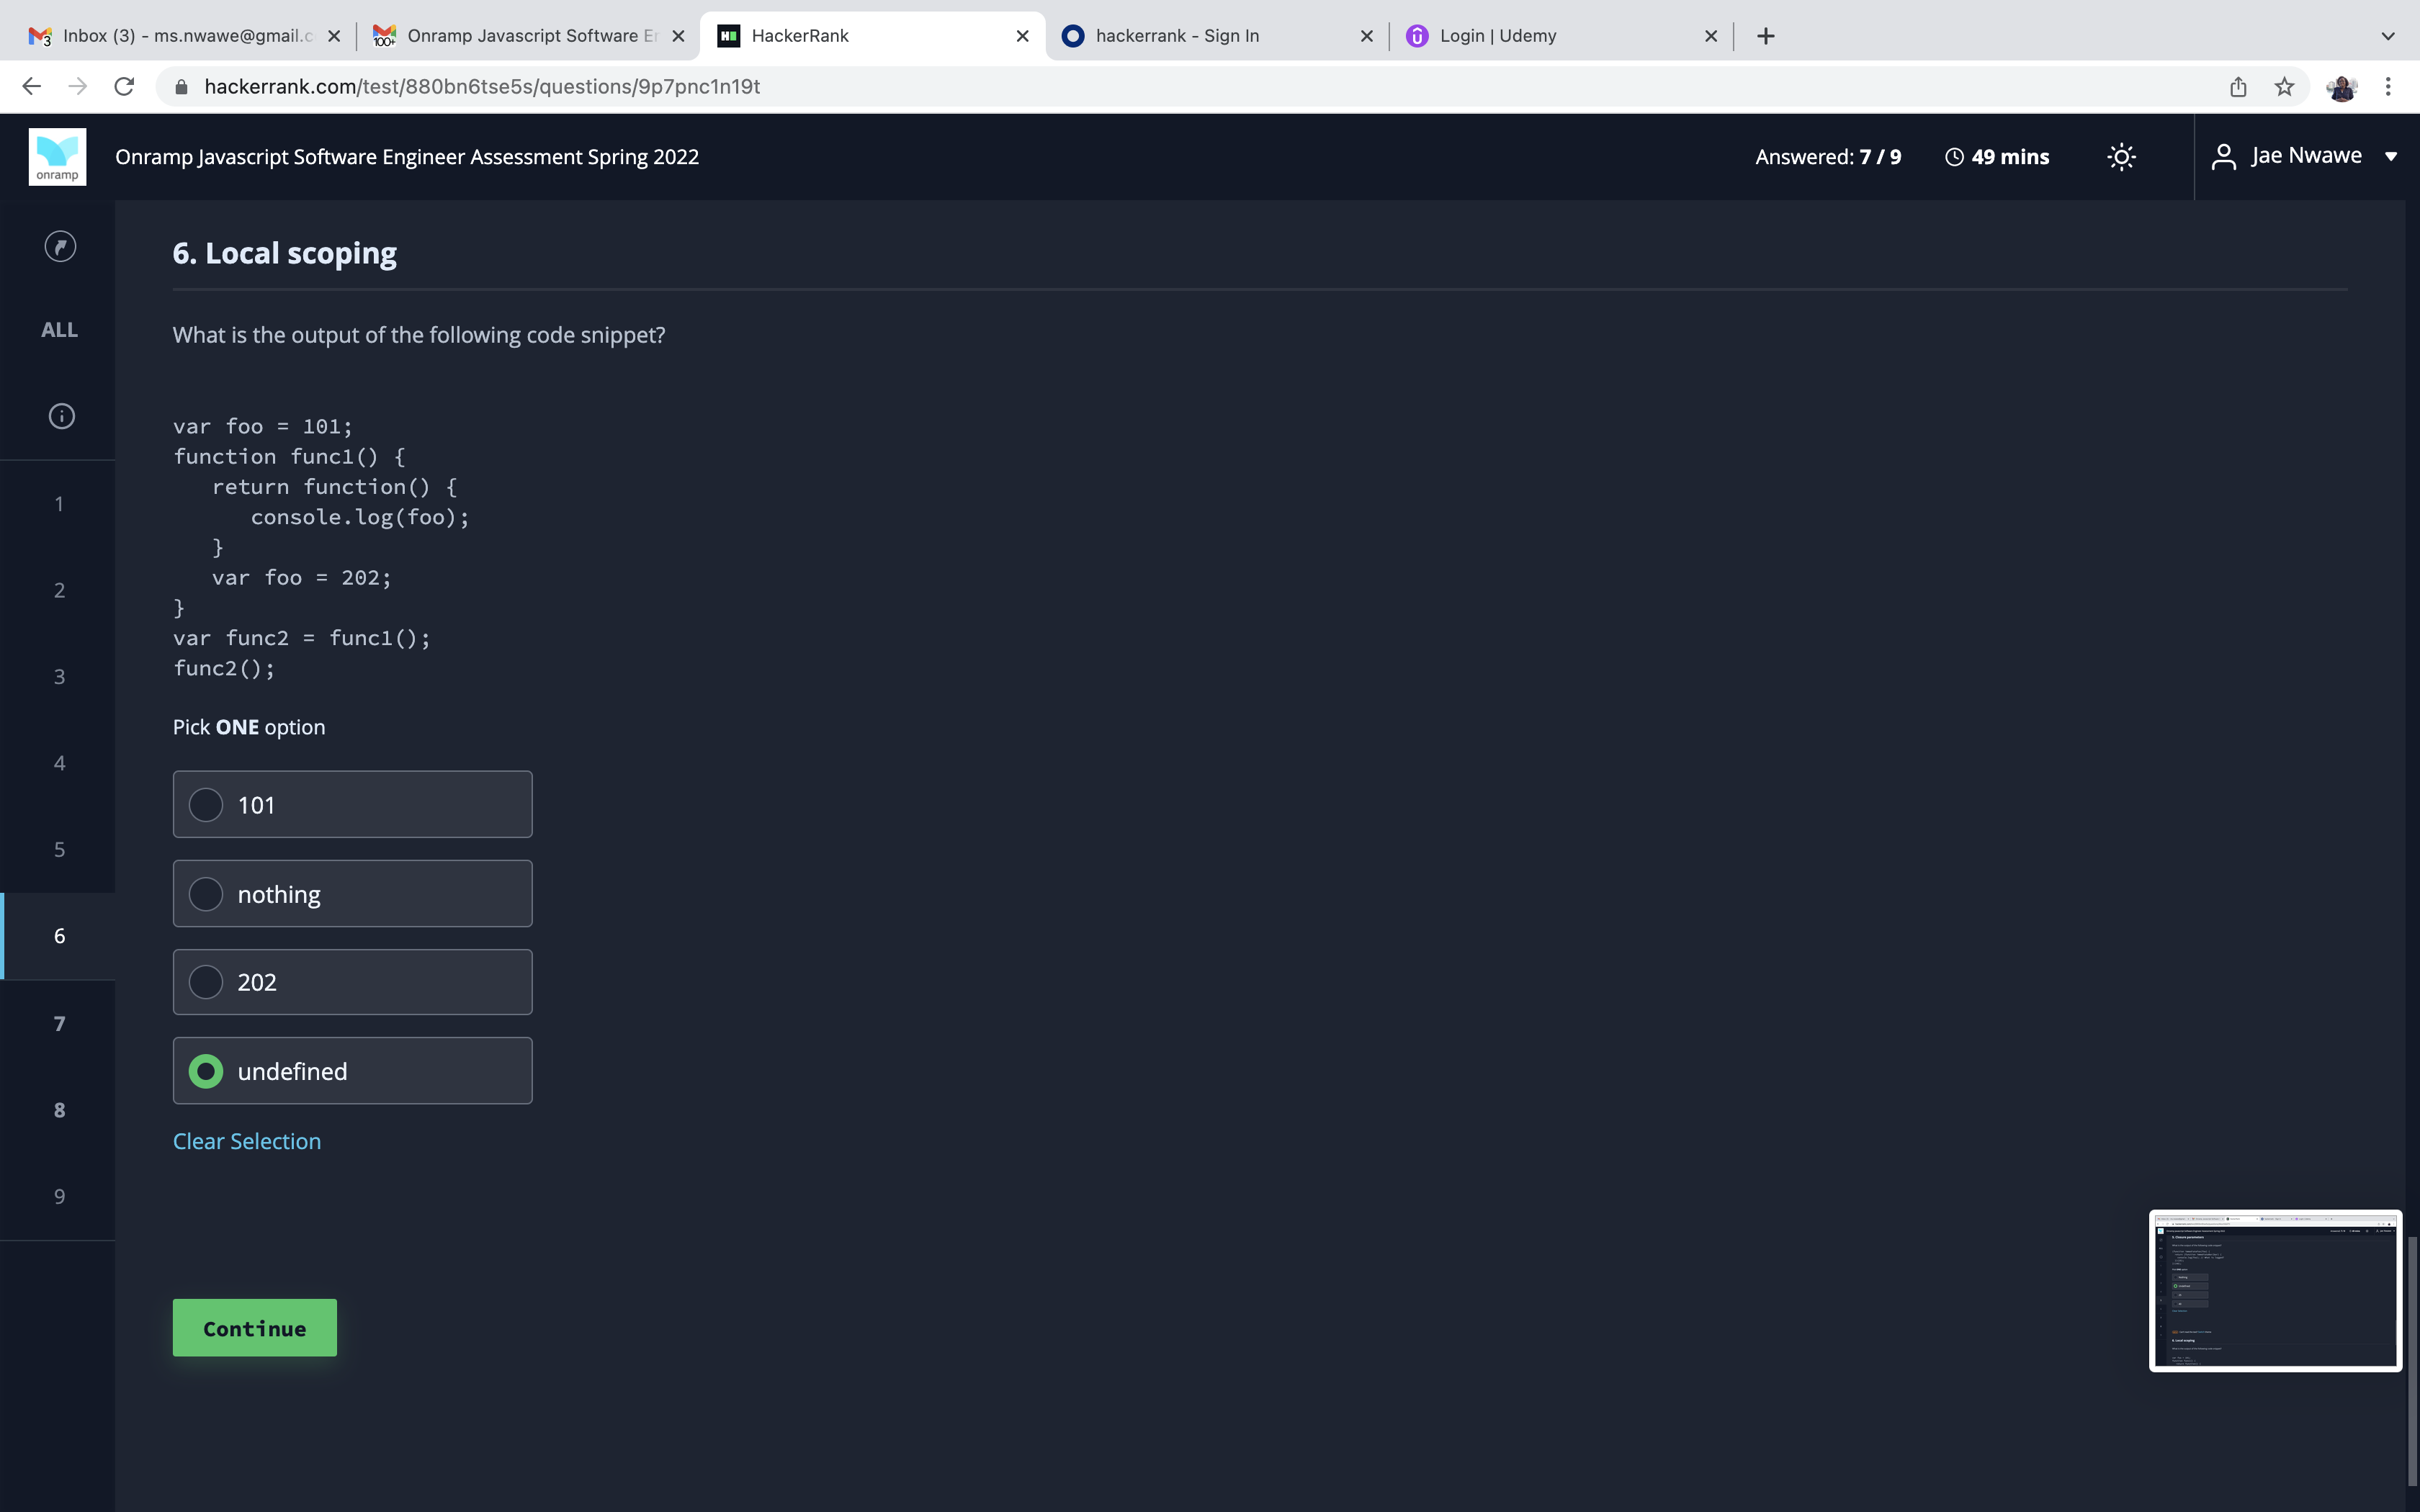 Inbox (3) - ms.nwawe@gmail.c
Onramp Javascript Software Er
HackerRank
hackerrank - Sign In
Login | Udemy
hackerrank.com/test/880bn6tse5s/questions/9p7pnc1n19t
onramp
Onramp Javascript Software Engineer Assessment Spring 2022
Answered: 7 / 9
49 mins
Jae Nwawe
ALL
1
2
3
4
5
6
7
8
9
6. Local scoping
What is the output of the following code snippet?
var foo = 101;
function func1() {
   return function() {
      console.log(foo);
   }
   var foo = 202;
}
var func2 = func1();
func2();
Pick ONE option
101
nothing
202
undefined
Clear Selection
Continue